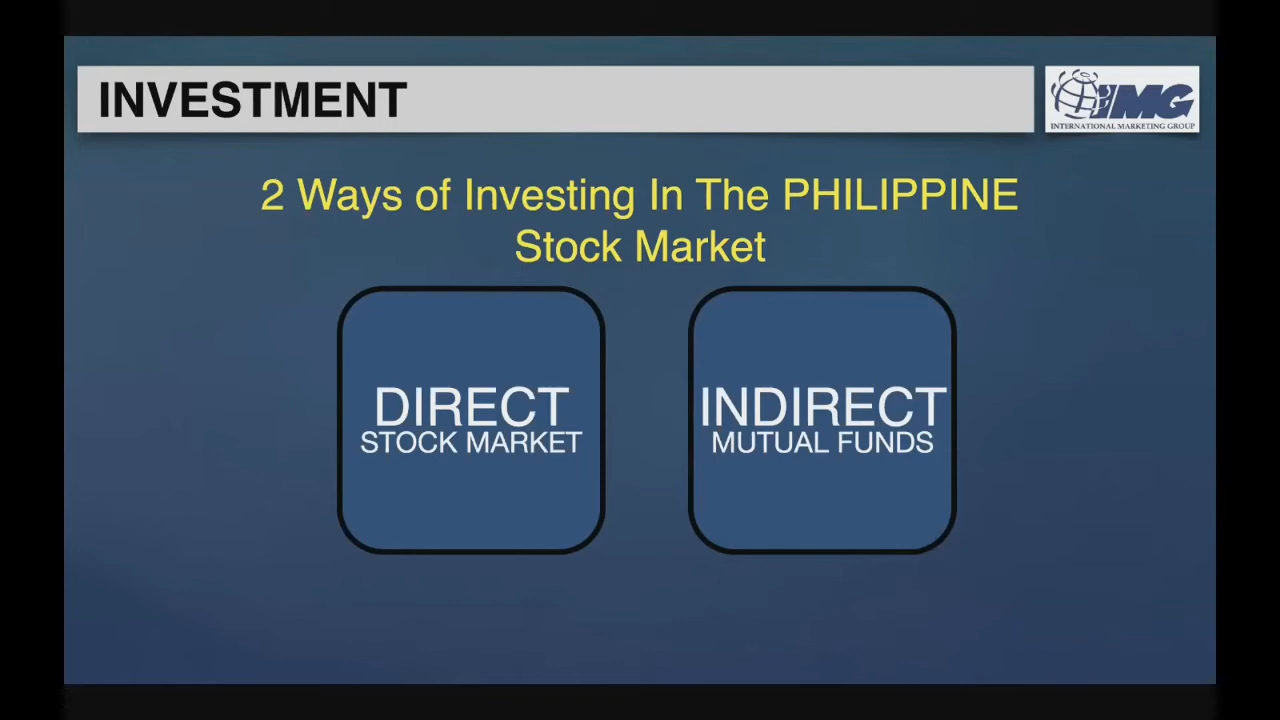 INVESTMENT
IMG
INTERNATIONAL MARKETING GROUP
2 Ways of Investing In The PHILIPPINE
Stock Market
DIRECT
STOCK MARKET
INDIRECT
MUTUAL FUNDS